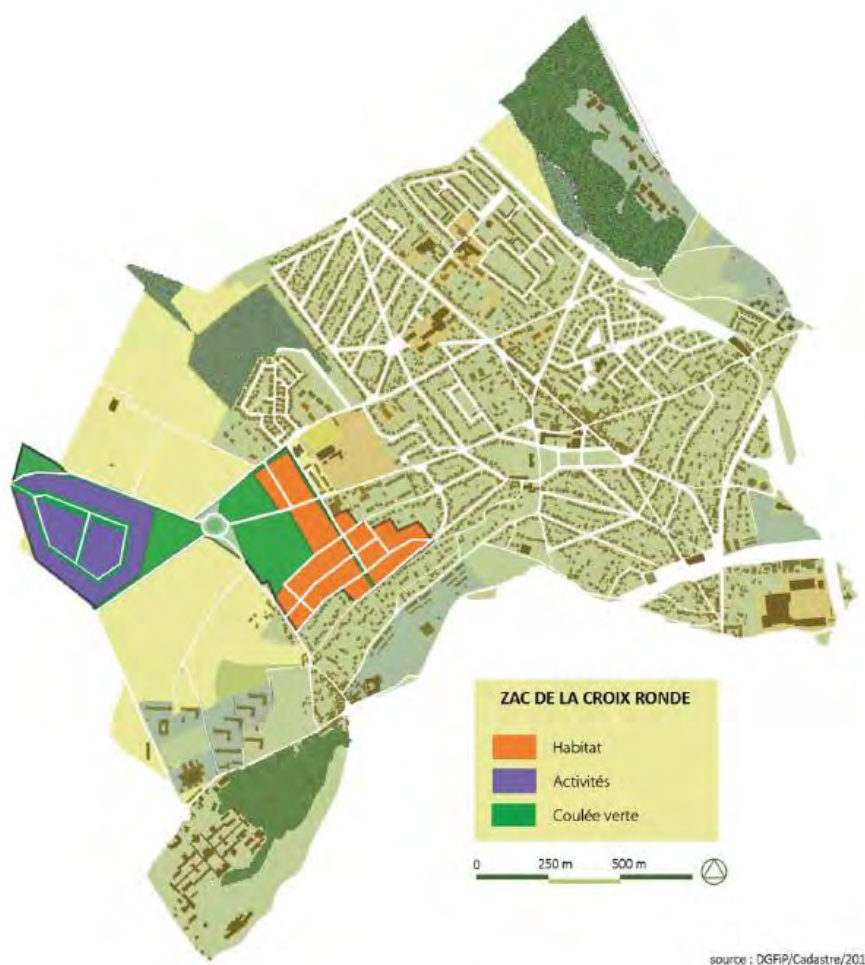 ZAC DE LA CROIX RONDE
Habitat
Activités
Coulée verte
0 250 m 500 m
source : DGFiP/Cadastre/201